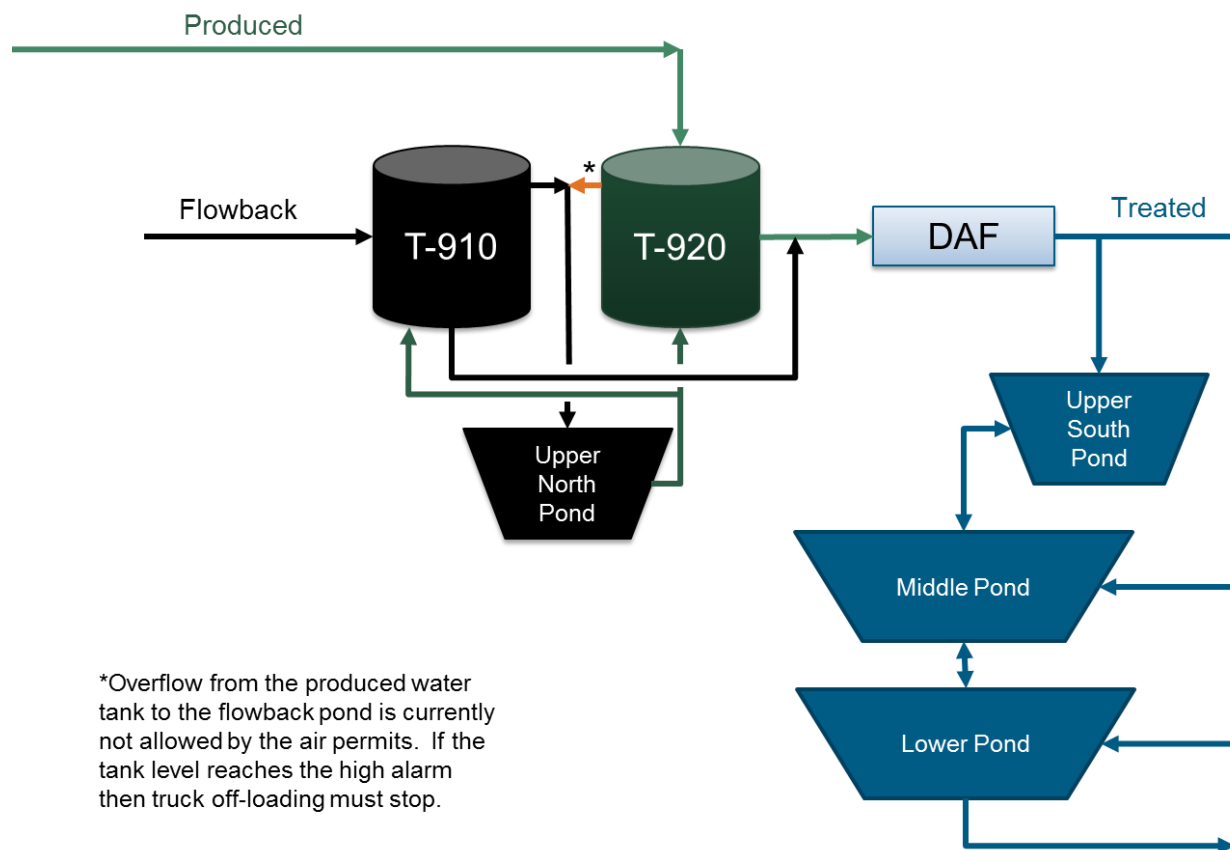 Produced
*
Flowback
T-910
T-920
DAF
Treated
Upper
North
Pond
Upper
South
Pond
Middle Pond
Lower Pond
*Overflow from the produced water
tank to the flowback pond is currently
not allowed by the air permits.  If the
tank level reaches the high alarm
then truck off-loading must stop.